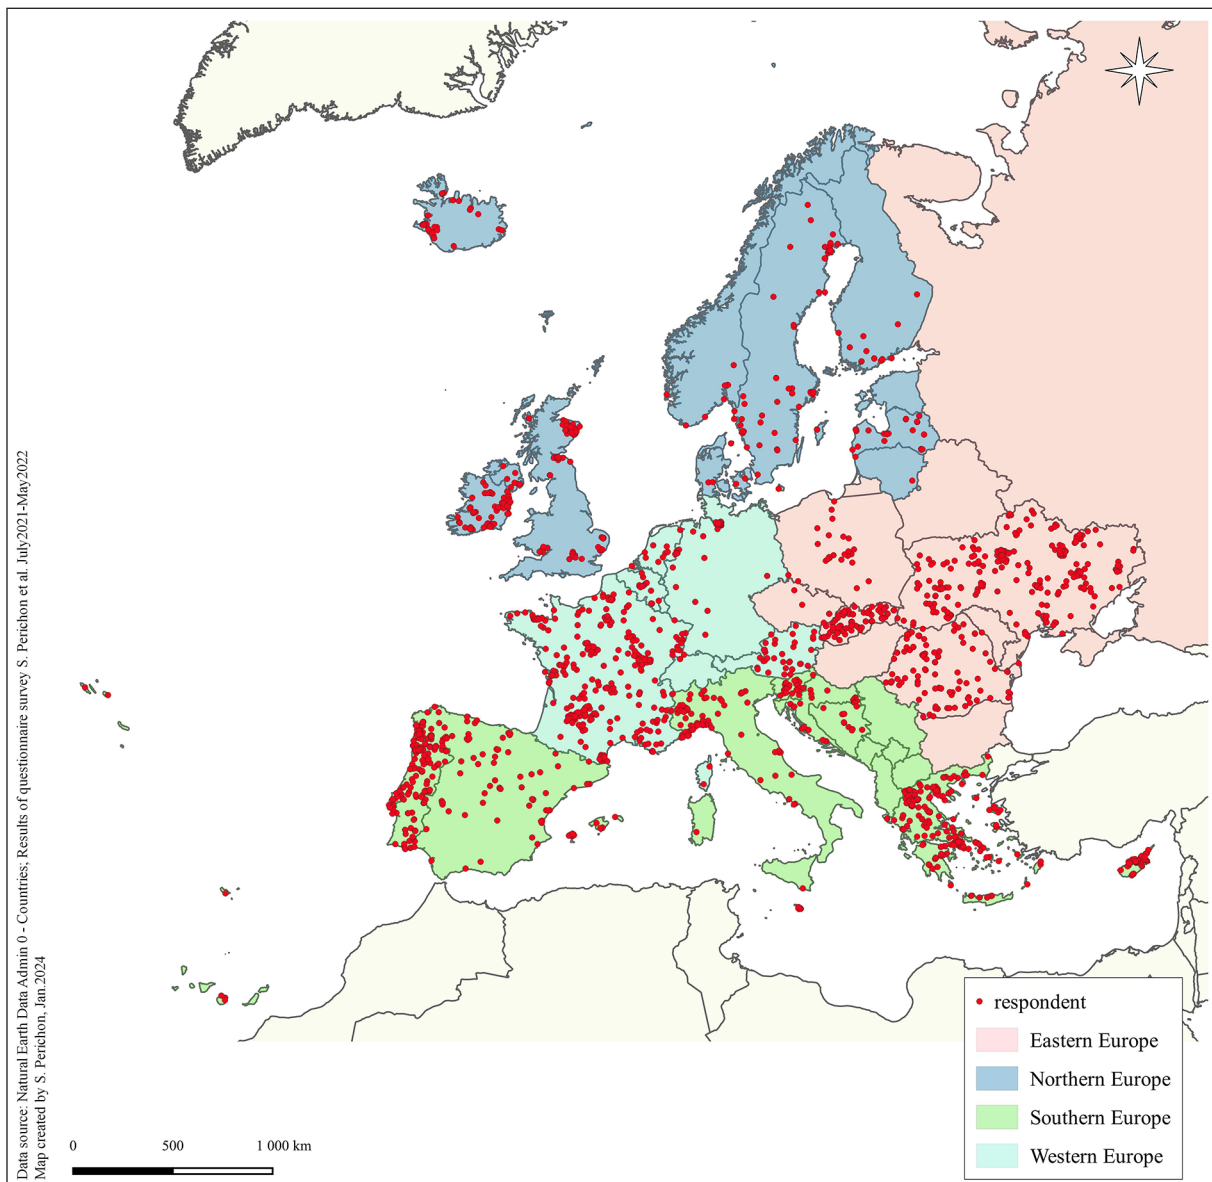 Data source: Natural Earth Data Admin 0 - Countries; Results of questionnaire survey S. Perichon et al. July2021-May2022
Map created by S. Perichon, Jan.2024
respondent
Eastern Europe
Northern Europe
Southern Europe
Western Europe
0 500 1 000 km